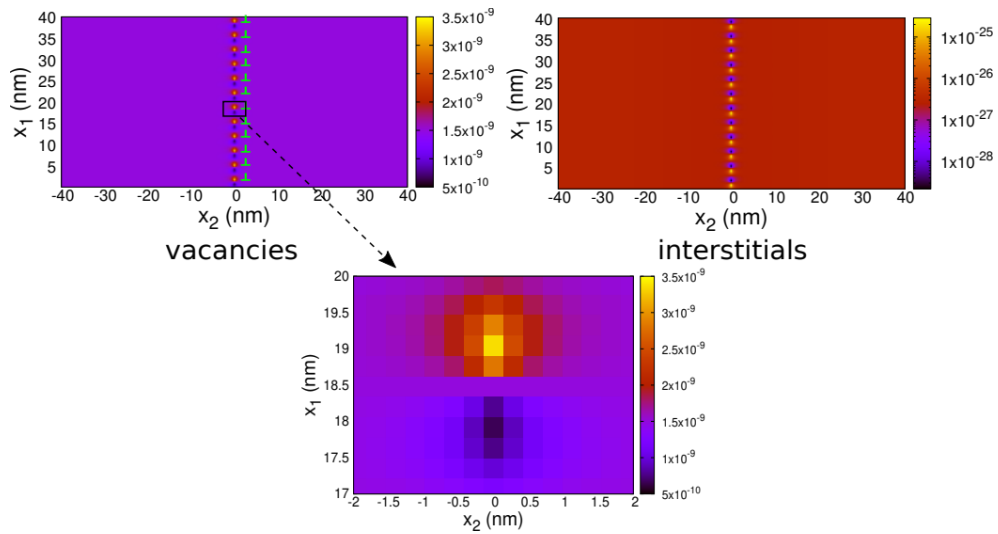 40
35
30
25
20
15
10
5
x₁ (nm)
-40 -30 -20 -10 0 10 20 30 40
x₂ (nm)
3.5x10⁻⁹
3x10⁻⁹
2.5x10⁻⁹
2x10⁻⁹
1.5x10⁻⁹
1x10⁻⁹
5x10⁻¹⁰
vacancies
40
35
30
25
20
15
10
5
x₁ (nm)
-40 -30 -20 -10 0 10 20 30 40
x₂ (nm)
1x10⁻²⁵
1x10⁻²⁶
1x10⁻²⁷
1x10⁻²⁸
interstitials
20
19.5
19
18.5
18
17.5
17
x₁ (nm)
-2 -1.5 -1 -0.5 0 0.5 1 1.5 2
x₂ (nm)
3.5x10⁻⁹
3x10⁻⁹
2.5x10⁻⁹
2x10⁻⁹
1.5x10⁻⁹
1x10⁻⁹
5x10⁻¹⁰